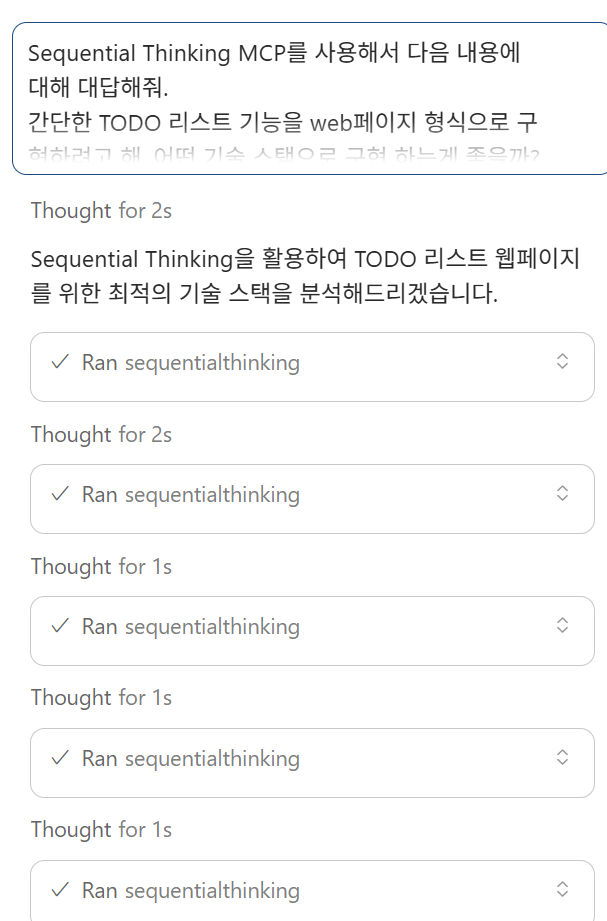 Sequential Thinking MCP를 사용해서 다음 내용에
대해 대답해줘.
간단한 TODO 리스트 기능을 web페이지 형식으로 구
현하려고 해. 어떤 기술 스택으로 구현 하는게 좋을까?
Thought for 2s
Sequential Thinking을 활용하여 TODO 리스트 웹페이지
를 위한 최적의 기술 스택을 분석해드리겠습니다.
Ran sequentialthinking
Thought for 2s
Ran sequentialthinking
Thought for 1s
Ran sequentialthinking
Thought for 1s
Ran sequentialthinking
Thought for 1s
Ran sequentialthinking